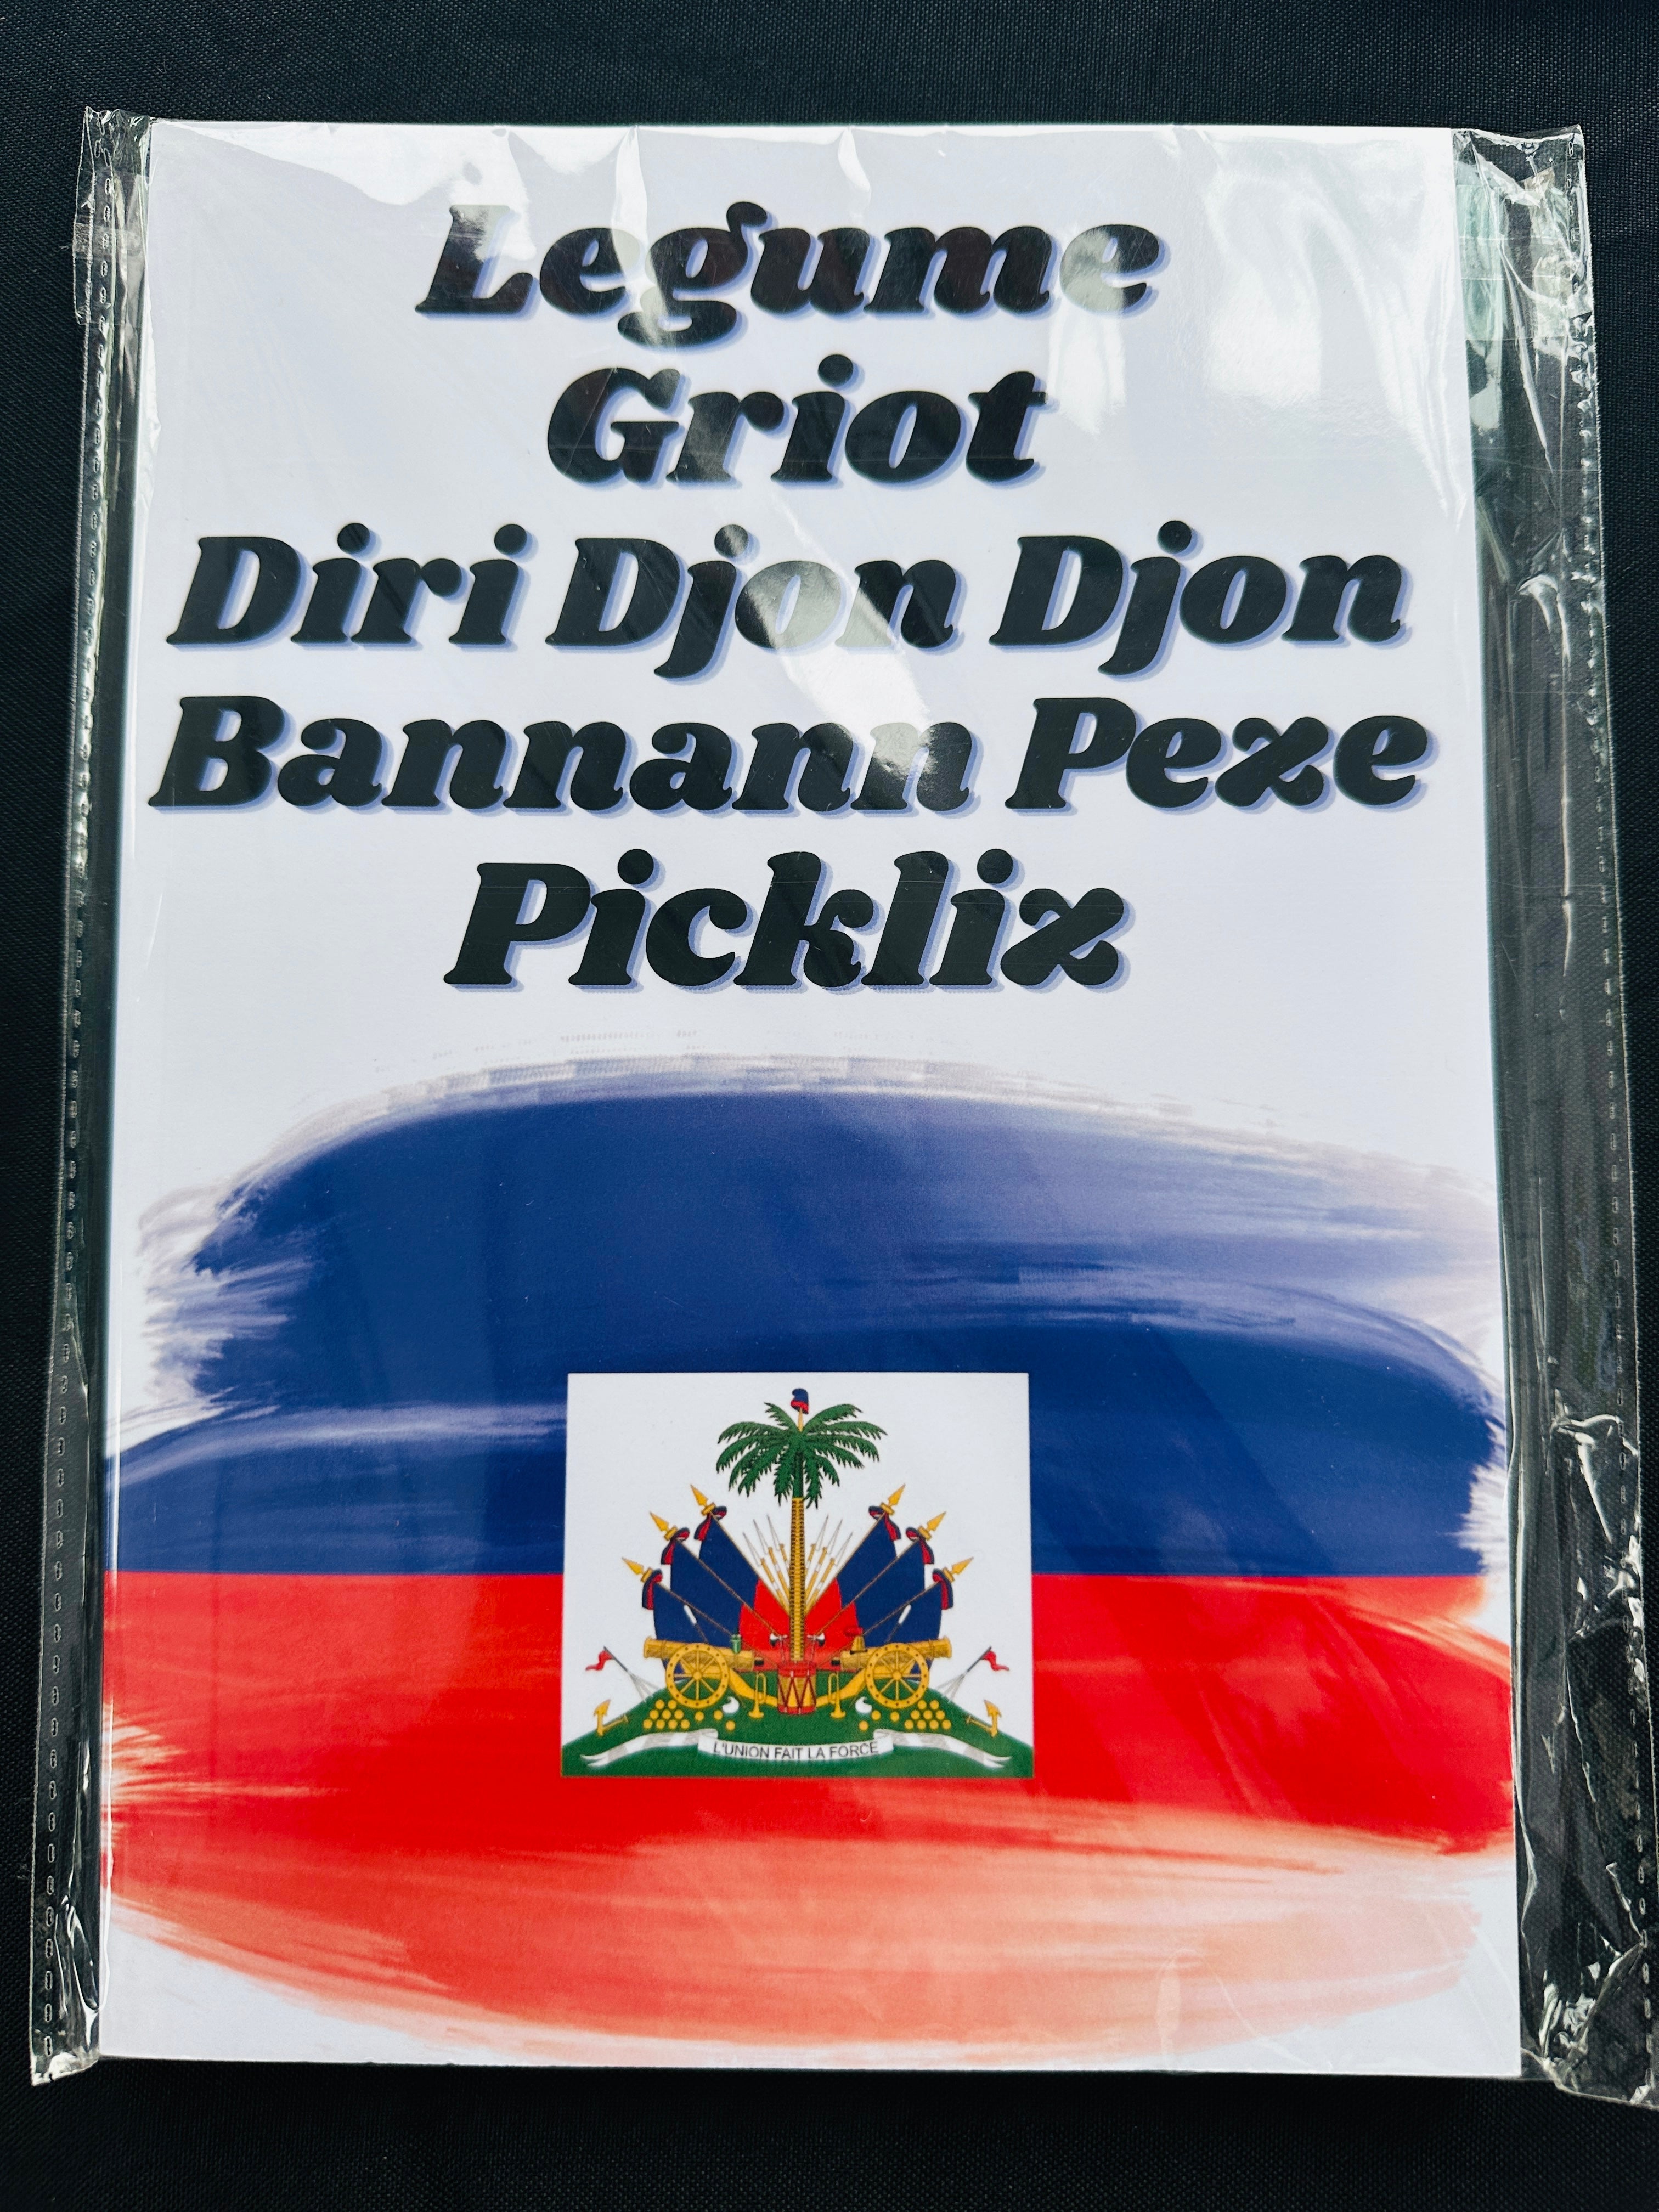 Legume
Griot
Diri Djon Djon
Bannann Peze
Pickliz
L'UNION FAIT LA FORCE